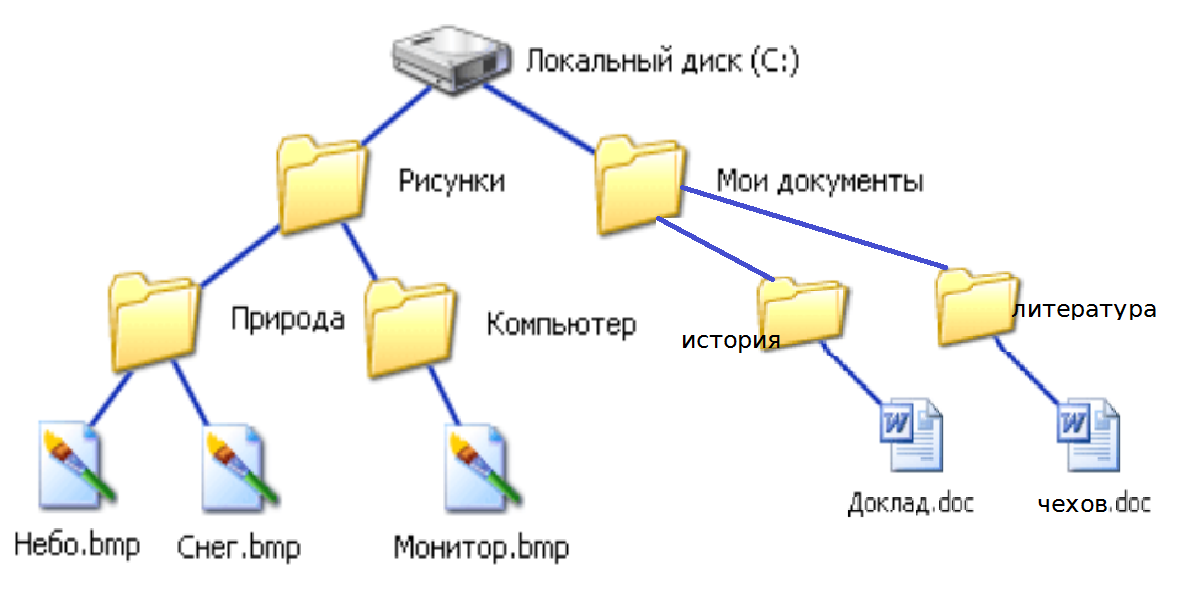 Локальный диск (C:)
Рисунки
Мои документы
Природа
Компьютер
история
литература
Небо.bmp
Снег.bmp
Монитор.bmp
Доклад.doc
чехов.doc